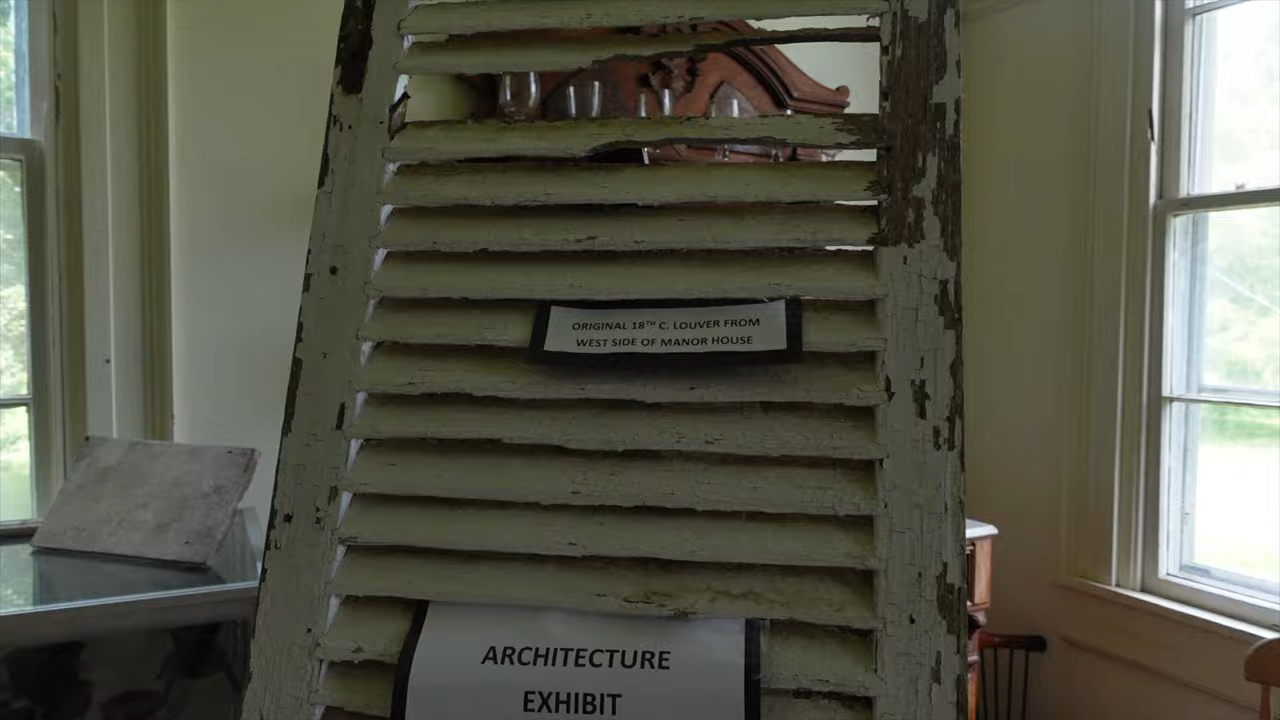 ORIGINAL 18TH C. LOUVER FROM
WEST SIDE OF MANOR HOUSE
ARCHITECTURE
EXHIBIT